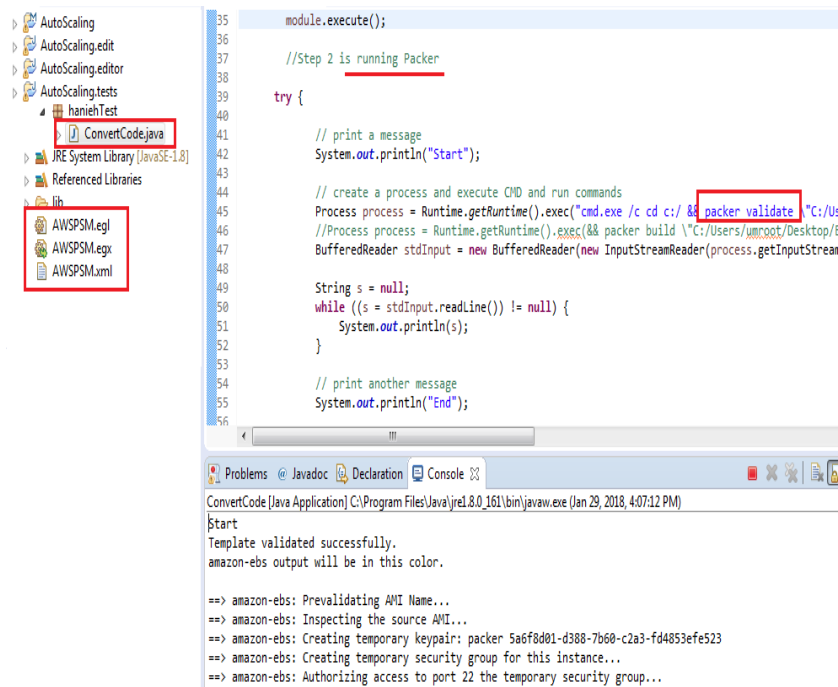 AutoScaling
AutoScaling.edit
AutoScaling.editor
AutoScaling.tests
haniehTest
ConvertCode.java
JRE System Library [JavaSE-1.8]
Referenced Libraries
lib
AWSPSM.egl
AWSPSM.egx
AWSPSM.xml
35 module.execute();
36
37 //Step 2 is running Packer
38
39 try {
40
41 // print a message
42 System.out.println("Start");
43
44 // create a process and execute CMD and run commands
45 Process process = Runtime.getRuntime().exec("cmd.exe /c cd c:/ && packer validate \"C:/Us
46 //Process process = Runtime.getRuntime().exec(&& packer build \"C:/Users/umroot/Desktop/E
47 BufferedReader stdInput = new BufferedReader(new InputStreamReader(process.getInputStream
48
49 String s = null;
50 while ((s = stdInput.readLine()) != null) {
51 System.out.println(s);
52 }
53
54 // print another message
55 System.out.println("End");
56
Problems @ Javadoc Declaration Console
ConvertCode [Java Application] C:\Program Files\Java\jre1.8.0_161\bin\javaw.exe (Jan 29, 2018, 4:07:12 PM)
Start
Template validated successfully.
amazon-ebs output will be in this color.
==> amazon-ebs: Prevalidating AMI Name...
==> amazon-ebs: Inspecting the source AMI...
==> amazon-ebs: Creating temporary keypair: packer 5a6f8d01-d388-7b60-c2a3-fd4853efe523
==> amazon-ebs: Creating temporary security group for this instance...
==> amazon-ebs: Authorizing access to port 22 the temporary security group...